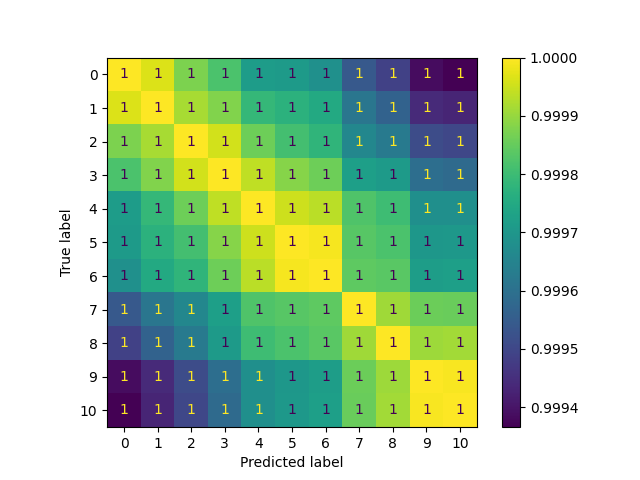 0 1 1 1 1 1 1 1 1 1 1 1
1 1 1 1 1 1 1 1 1 1 1 1
2 1 1 1 1 1 1 1 1 1 1 1
3 1 1 1 1 1 1 1 1 1 1 1
4 1 1 1 1 1 1 1 1 1 1 1
5 1 1 1 1 1 1 1 1 1 1 1
6 1 1 1 1 1 1 1 1 1 1 1
7 1 1 1 1 1 1 1 1 1 1 1
8 1 1 1 1 1 1 1 1 1 1 1
9 1 1 1 1 1 1 1 1 1 1 1
10 1 1 1 1 1 1 1 1 1 1 1
0 1 2 3 4 5 6 7 8 9 10
Predicted label
True label
1.0000
0.9999
0.9998
0.9997
0.9996
0.9995
0.9994